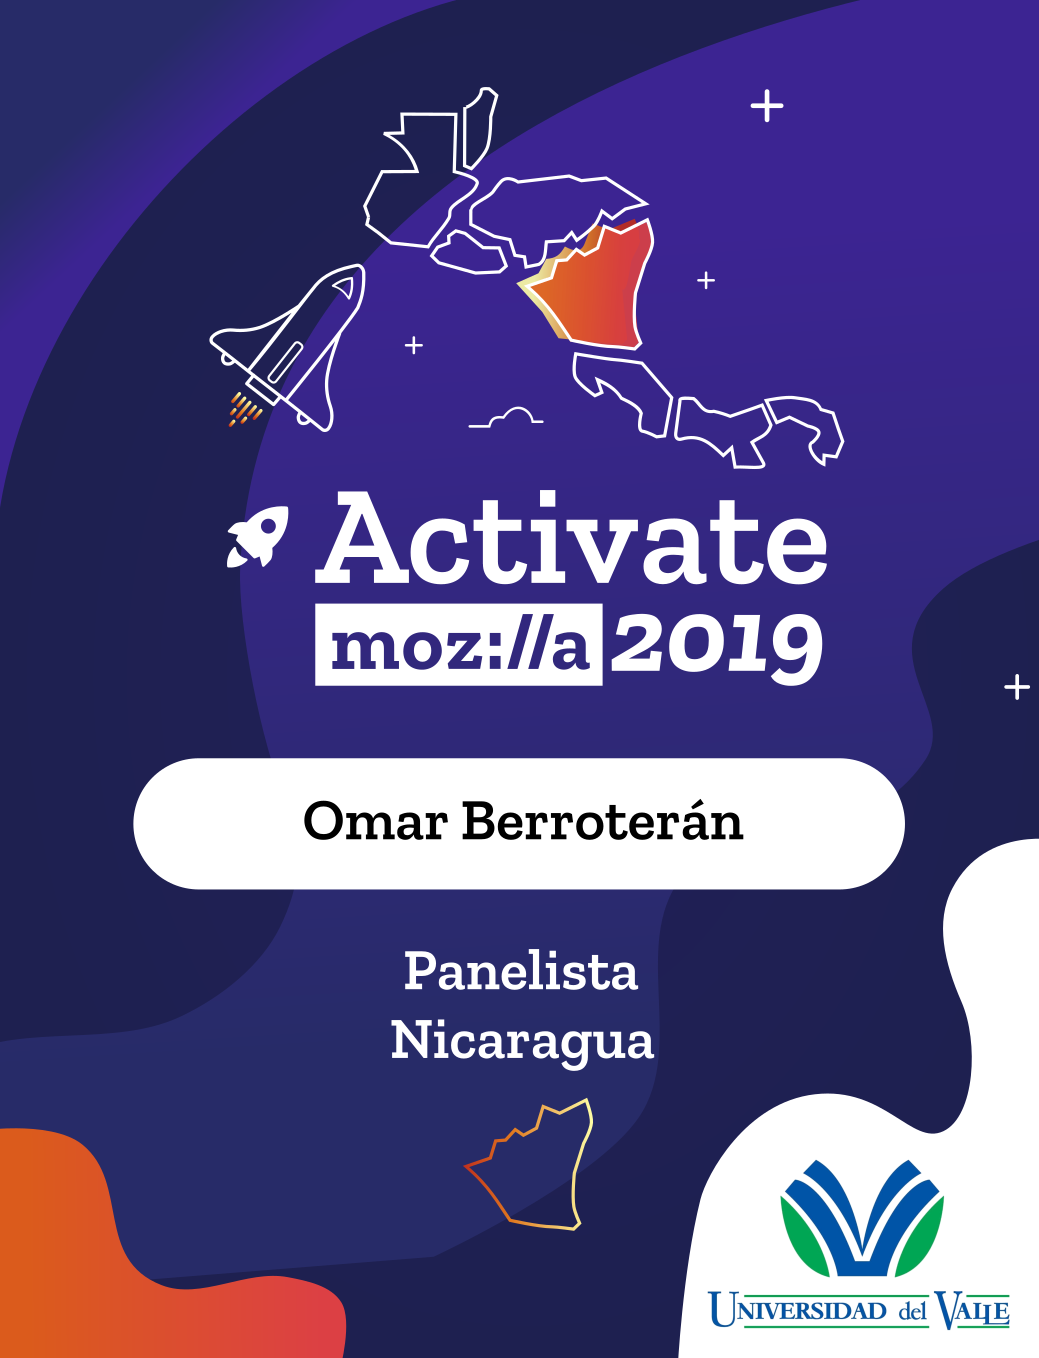 Activate
moz://a 2019
Omar Berroterán
Panelista
Nicaragua
UNIVERSIDAD del VALLE